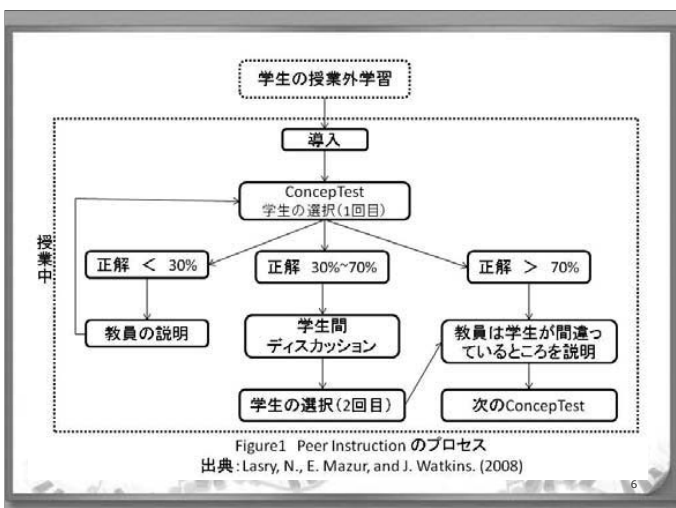 学生の授業外学習
導入
ConcepTest
学生の選択(1回目)
授業中
正解 < 30%
正解 30%~70%
正解 > 70%
教員の説明
学生間
ディスカッション
教員は学生が間違っ
ているところを説明
学生の選択(2回目)
次のConcepTest
Figure1 Peer Instruction のプロセス
出典:Lasry, N., E. Mazur, and J. Watkins. (2008)
6